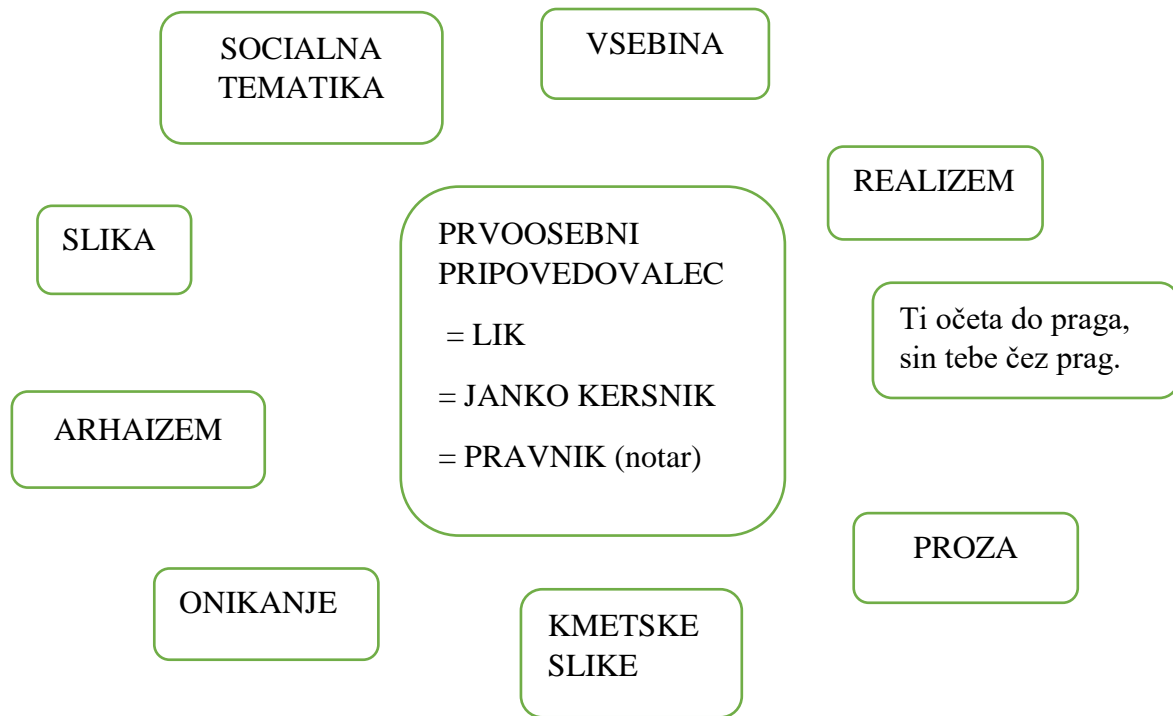 SOCIALNA
TEMATIKA
VSEBINA
REALIZEM
SLIKA
PRVOOSEBNI
PRIPOVEDOVALEC
= LIK
= JANKO KERSNIK
= PRAVNIK (notar)
Ti očeta do praga,
sin tebe čez prag.
ARHAIZEM
PROZA
ONIKANJE
KMETSKE
SLIKE